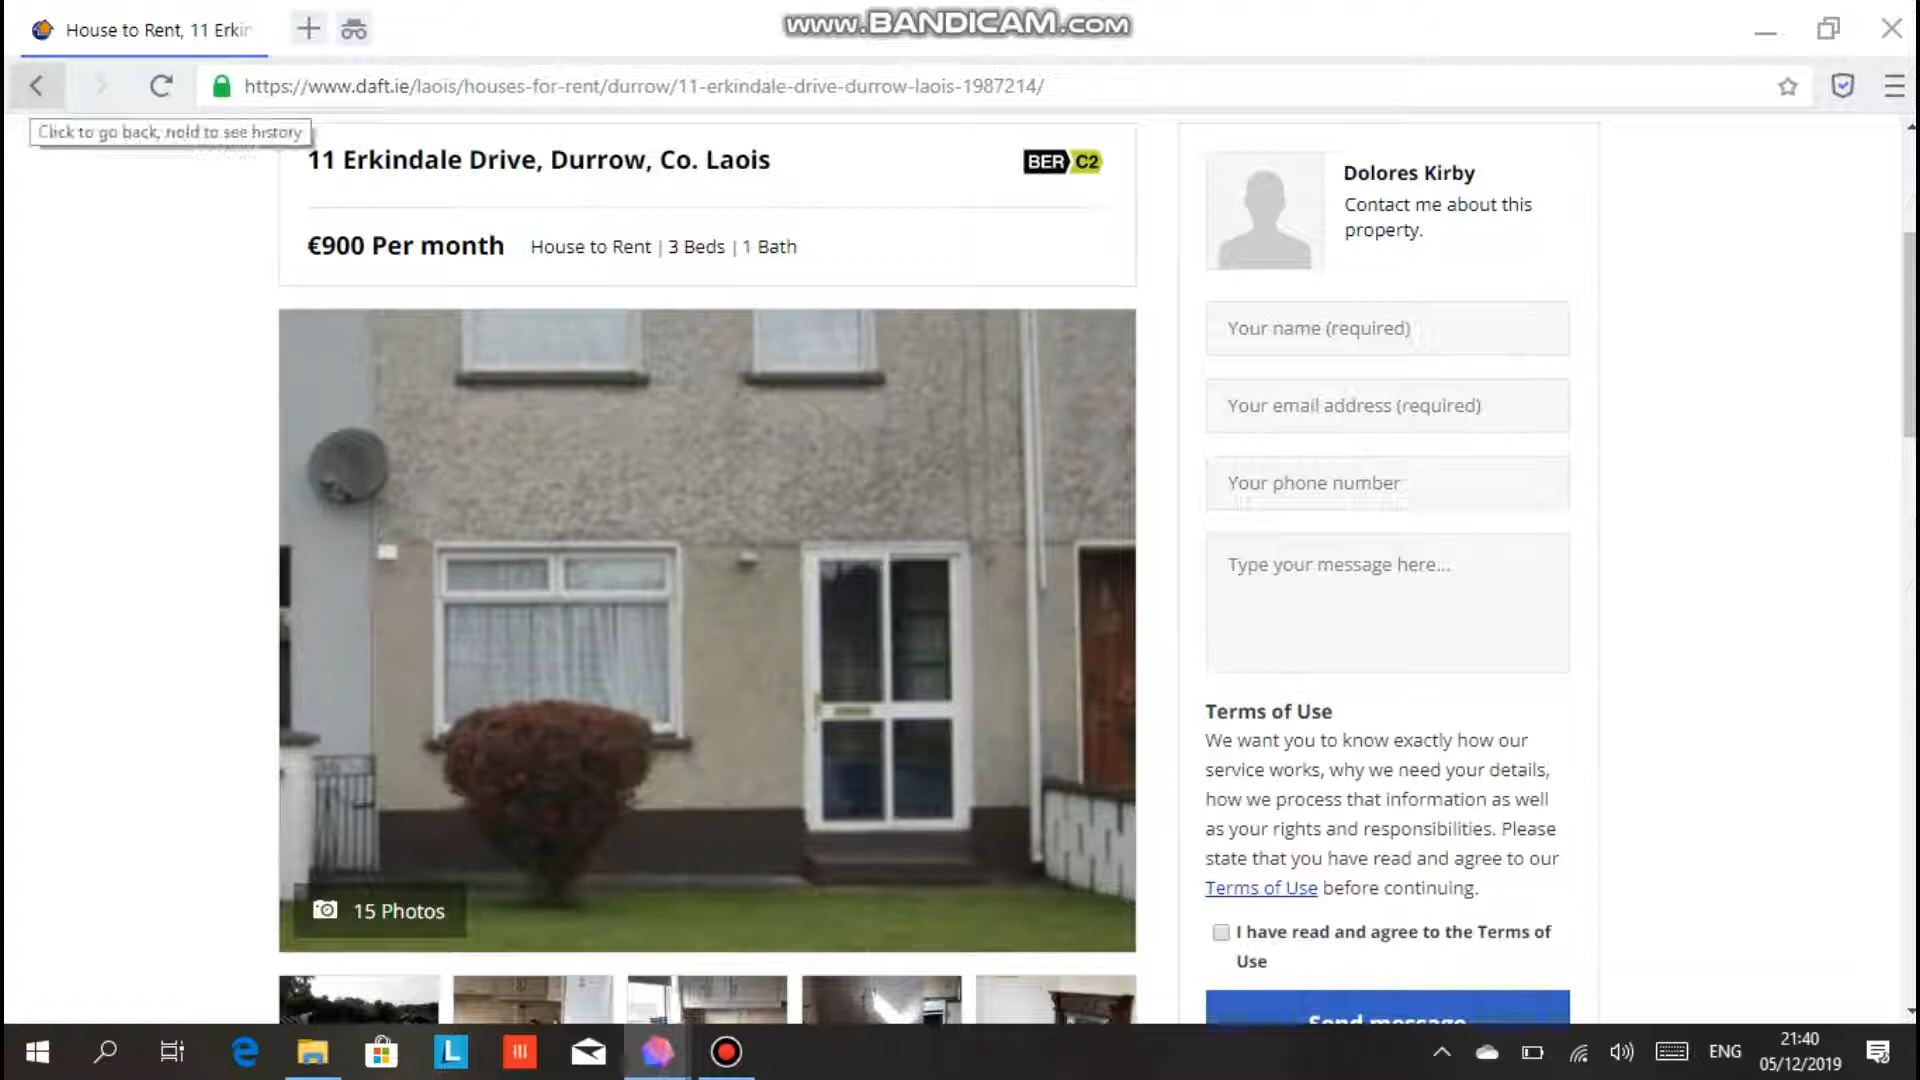 House to Rent, 11 Erkin
www.BANDICAM.com
https://www.daft.ie/laois/houses-for-rent/durrow/11-erkindale-drive-durrow-laois-1987214/
Click to go back, hold to see history
11 Erkindale Drive, Durrow, Co. Laois
BER C2
€900 Per month
House to Rent | 3 Beds | 1 Bath
15 Photos
Dolores Kirby
Contact me about this
property.
Your name (required)
Your email address (required)
Your phone number
Type your message here...
Terms of Use
We want you to know exactly how our
service works, why we need your details,
how we process that information as well
as your rights and responsibilities. Please
state that you have read and agree to our
Terms of Use before continuing.
I have read and agree to the Terms of
Use
Send message
L
ENG
21:40
05/12/2019